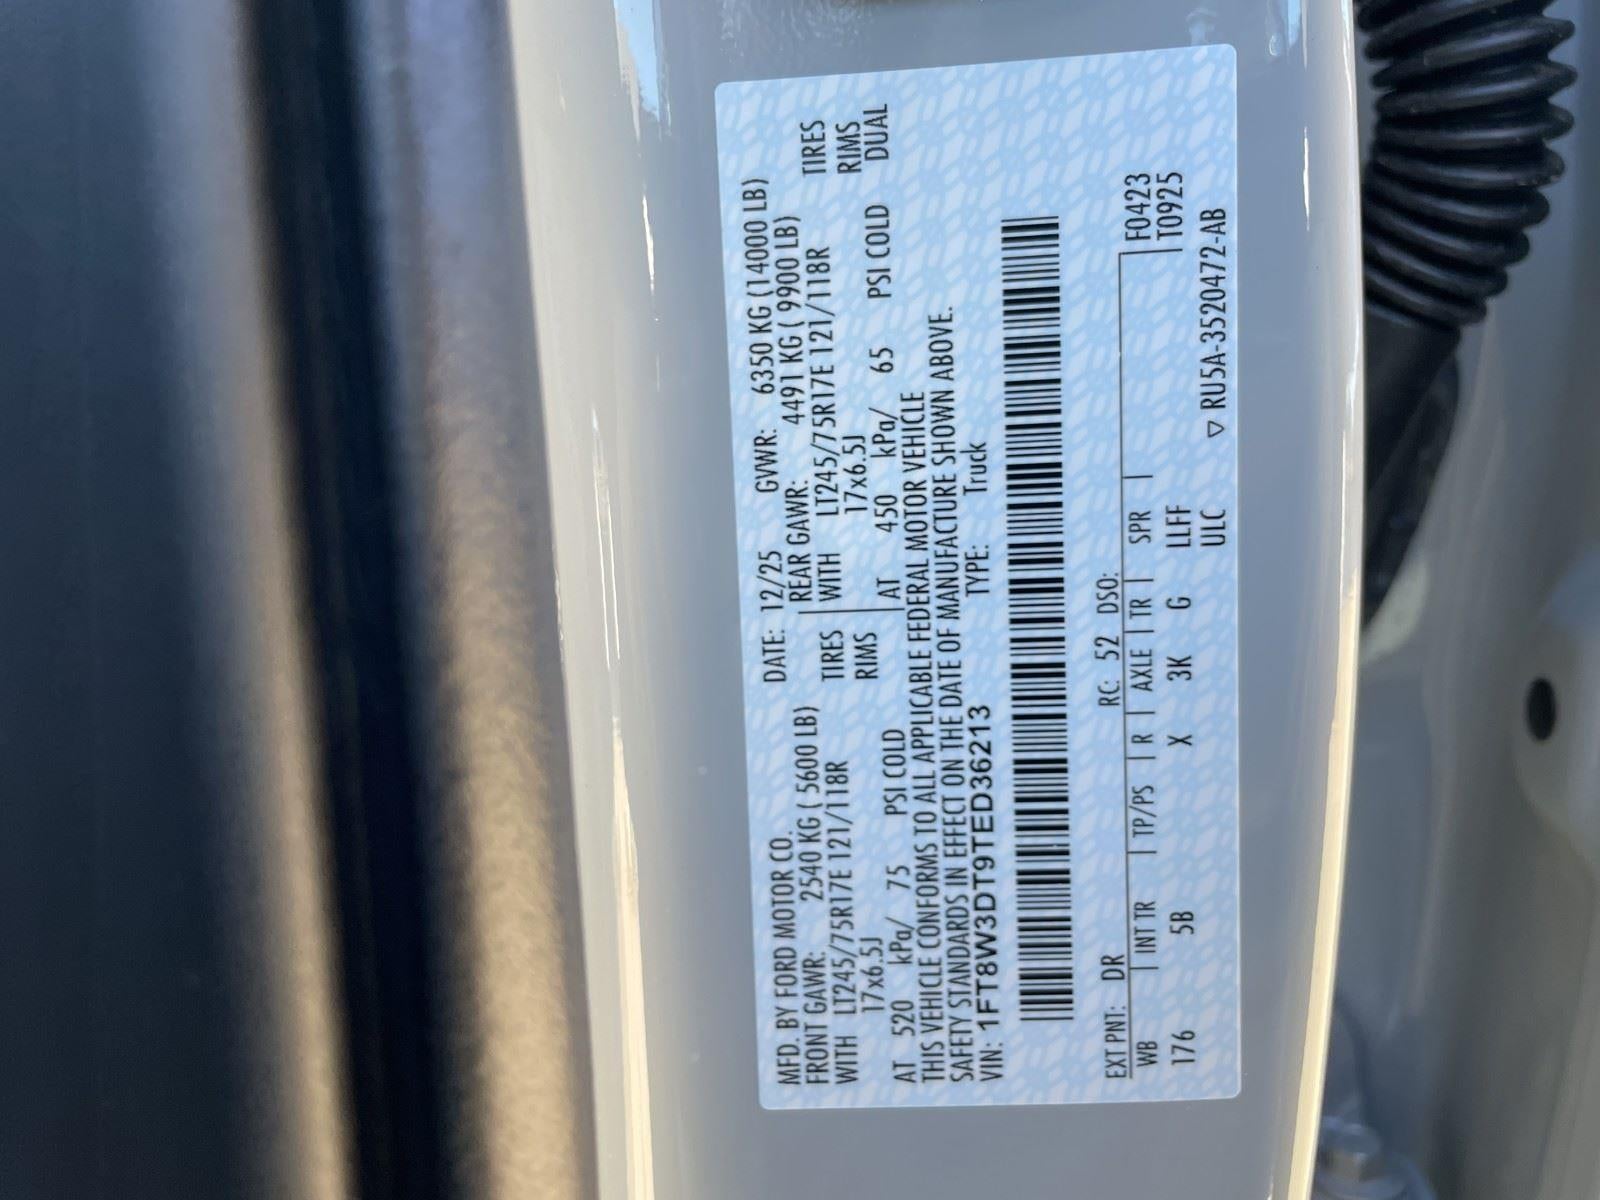 MFD. BY FORD MOTOR CO. DATE: 12/25 GVWR: 6350 KG (14000 LB)
FRONT GAWR: 2540 KG ( 5600 LB) REAR GAWR: 4491 KG ( 9900 LB)
WITH LT245/75R17E 121/118R TIRES WITH LT245/75R17E 121/118R TIRES
17x6.5J RIMS 17x6.5J RIMS
AT 520 kPa/ 75 PSI COLD AT 450 kPa/ 65 PSI COLD DUAL
THIS VEHICLE CONFORMS TO ALL APPLICABLE FEDERAL MOTOR VEHICLE
SAFETY STANDARDS IN EFFECT ON THE DATE OF MANUFACTURE SHOWN ABOVE.
VIN: 1FT8W3DT9TED36213 TYPE: Truck
EXT PNT: DR RC: 52 DSO: F0423
WB INT TR TP/PS R AXLE TR SPR T0925
176 5B X 3K G LLFF
ULC ▽ RU5A-3520472-AB